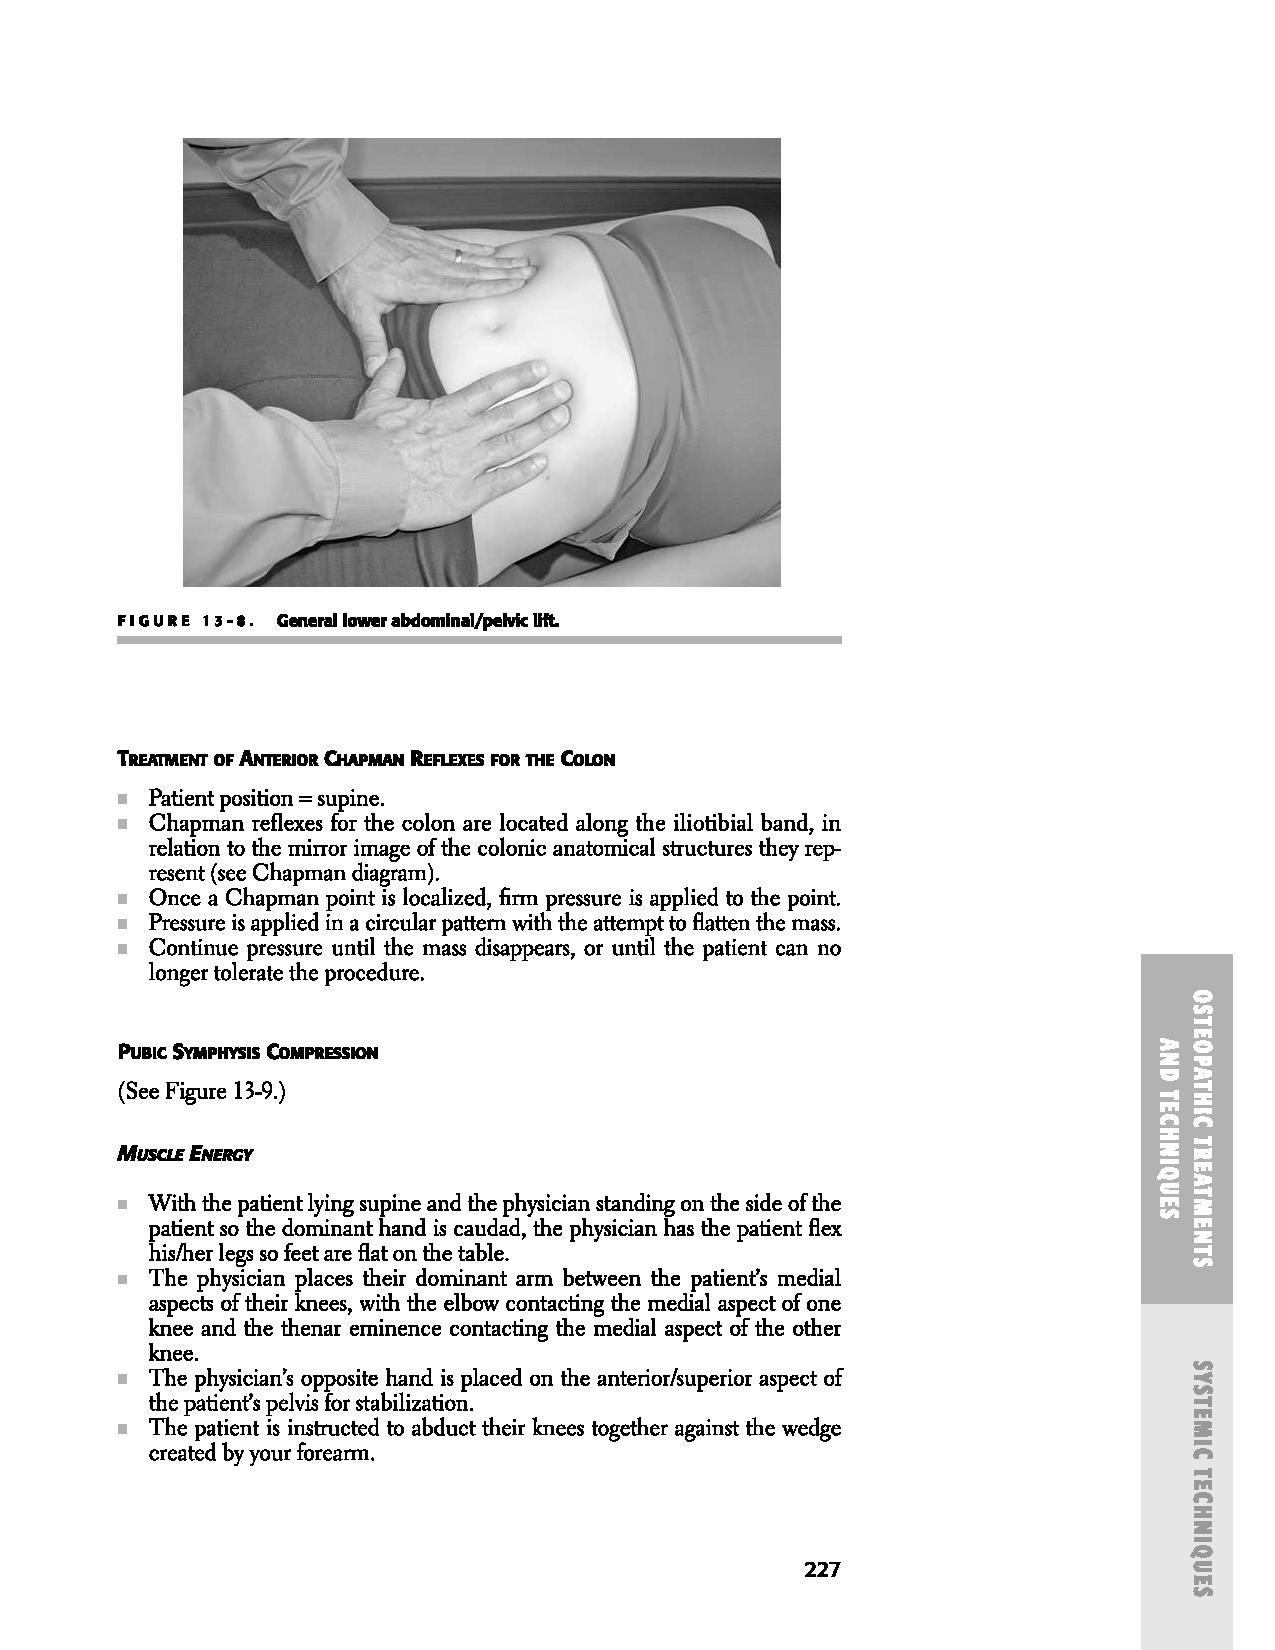 FIGURE 13-8. General lower abdominal/pelvic lift.
TREATMENT OF ANTERIOR CHAPMAN REFLEXES FOR THE COLON
■ Patient position = supine.
■ Chapman reflexes for the colon are located along the iliotibial band, in
relation to the mirror image of the colonic anatomical structures they rep-
resent (see Chapman diagram).
■ Once a Chapman point is localized, firm pressure is applied to the point.
■ Pressure is applied in a circular pattern with the attempt to flatten the mass.
■ Continue pressure until the mass disappears, or until the patient can no
longer tolerate the procedure.
PUBIC SYMPHYSIS COMPRESSION
(See Figure 13-9.)
MUSCLE ENERGY
■ With the patient lying supine and the physician standing on the side of the
patient so the dominant hand is caudad, the physician has the patient flex
his/her legs so feet are flat on the table.
■ The physician places their dominant arm between the patient's medial
aspects of their knees, with the elbow contacting the medial aspect of one
knee and the thenar eminence contacting the medial aspect of the other
knee.
■ The physician's opposite hand is placed on the anterior/superior aspect of
the patient's pelvis for stabilization.
■ The patient is instructed to abduct their knees together against the wedge
created by your forearm.
227
OSTEOPATHIC TREATMENTS
AND TECHNIQUES
SYSTEMIC TECHNIQUES